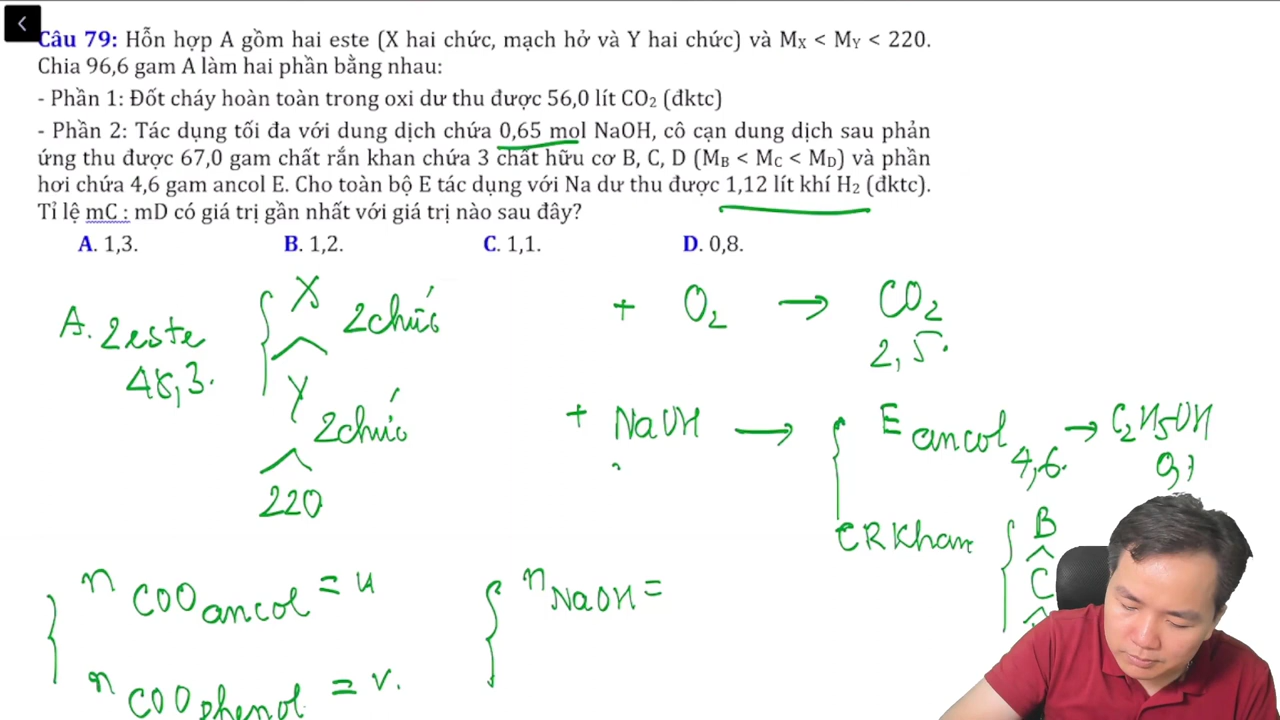 Câu 79: Hỗn hợp A gồm hai este (X hai chức, mạch hở và Y hai chức) và MX < MY < 220.
Chia 96,6 gam A làm hai phần bằng nhau:
- Phần 1: Đốt cháy hoàn toàn trong oxi dư thu được 56,0 lít CO2 (đktc)
- Phần 2: Tác dụng tối đa với dung dịch chứa 0,65 mol NaOH, cô cạn dung dịch sau phản
ứng thu được 67,0 gam chất rắn khan chứa 3 chất hữu cơ B, C, D (MB < MC < MD) và phần
hơi chứa 4,6 gam ancol E. Cho toàn bộ E tác dụng với Na dư thu được 1,12 lít khí H2 (đktc).
Tỉ lệ mC : mD có giá trị gần nhất với giá trị nào sau đây?
A. 1,3. B. 1,2. C. 1,1. D. 0,8.
X 2chức + O2 → CO2
A. 2este 2,5.
48,3.
Y 2chức + NaOH → E ancol 4,6. → C2H5OH
220
CRKhan B
C
nCOOancol = u nNaOH =
nCOOphenol = v.